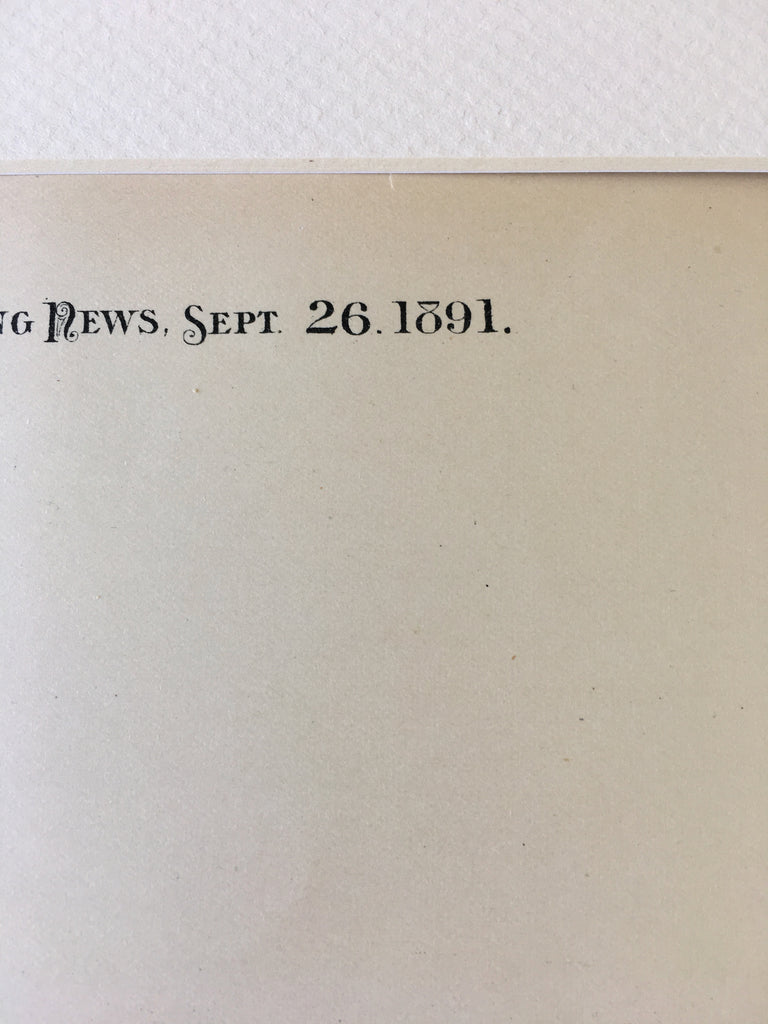 NG NEWS, SEPT. 26. 1891.